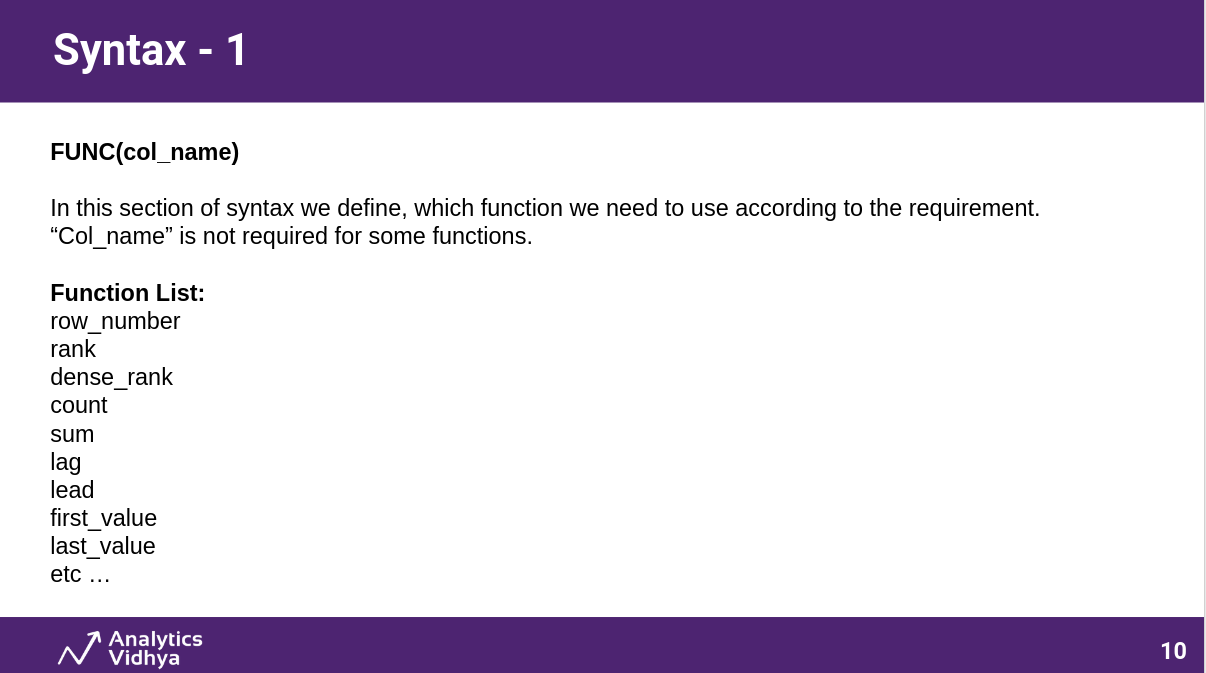 Syntax - 1
FUNC(col_name)
In this section of syntax we define, which function we need to use according to the requirement.
“Col_name” is not required for some functions.
Function List:
row_number
rank
dense_rank
count
sum
lag
lead
first_value
last_value
etc …
Analytics
Vidhya
10